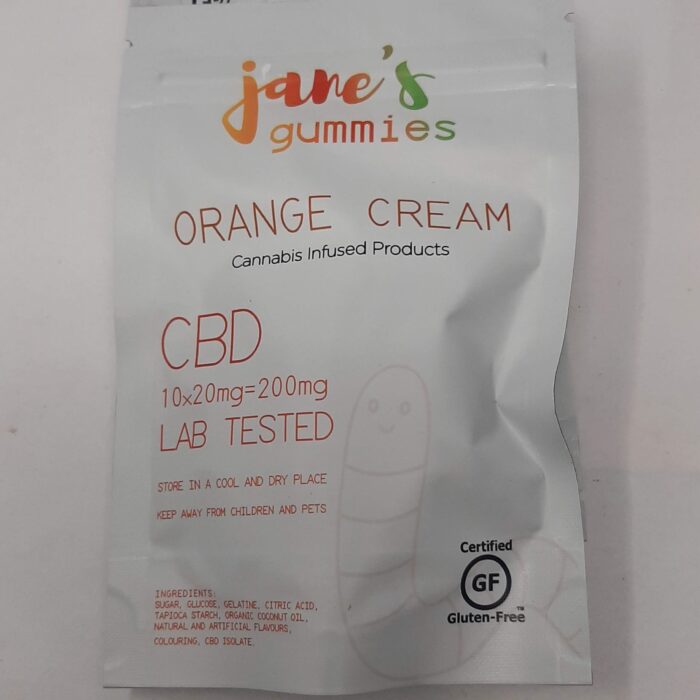 jane's
gummies
ORANGE CREAM
Cannabis Infused Products
CBD
10x20mg=200mg
LAB TESTED
STORE IN A COOL AND DRY PLACE
KEEP AWAY FROM CHILDREN AND PETS
Certified
GF
Gluten-Free™
INGREDIENTS:
SUGAR, GLUCOSE, GELATINE, CITRIC ACID,
TAPIOCA STARCH, ORGANIC COCONUT OIL,
NATURAL AND ARTIFICIAL FLAVOURS,
COLOURING, CBD ISOLATE.